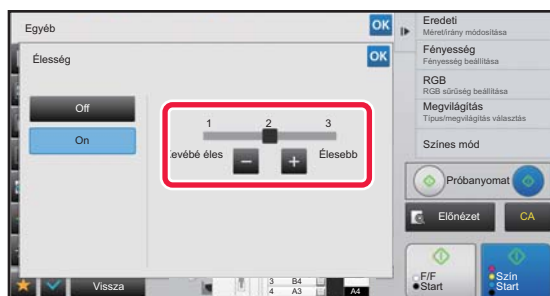 Egyéb
OK
Élesség
OK
Off
On
1 2 3
Élesebb
Vissza
3 B4
4 A3
A4
Eredeti
Méret/irány módosítása
Fényesség
Fényesség beállítása
RGB
RGB sűrűség beállítása
Megvilágítás
Típus/megvilágítás választás
Színes mód
Próbanyomat
Előnézet
CA
F/F
Start
Szín
Start